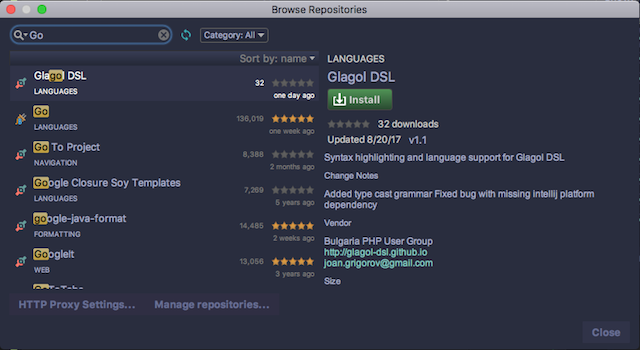 Browse Repositories
Go
Category: All
Sort by: name
Glagol DSL
32
LANGUAGES
one day ago
Go
136,019
LANGUAGES
one week ago
Go To Project
8,388
NAVIGATION
2 months ago
Google Closure Soy Templates
7,269
LANGUAGES
5 years ago
google-java-format
14,485
FORMATTING
2 weeks ago
GoogleIt
13,056
WEB
3 years ago
GoToTabs
HTTP Proxy Settings...
Manage repositories...
LANGUAGES
Glagol DSL
Install
32 downloads
Updated 8/20/17 v1.1
Syntax highlighting and language support for Glagol DSL
Change Notes
Added type cast grammar Fixed bug with missing intellij platform
dependency
Vendor
Bulgaria PHP User Group
http://glagol-dsl.github.io
joan.grigorov@gmail.com
Size
Close